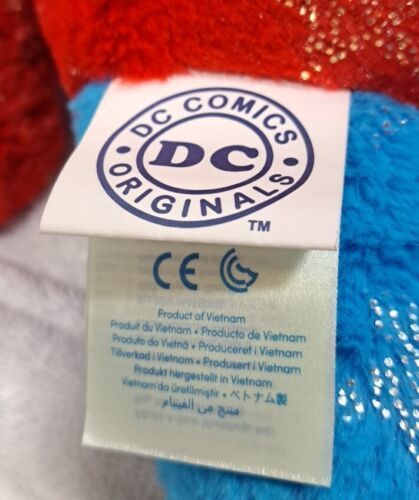 DC COMICS
DC
ORIGINALS
™
CE
Product of Vietnam
Produit du Vietnam • Producto de Vietnam
Produto do Vietnã • Produceret i Vietnam
Tillverkad i Vietnam • Produsert i Vietnam
Produkt hergestellt in Vietnam
Vietnam'da üretilmiştir • ベトナム製
منتج من الفيتنام